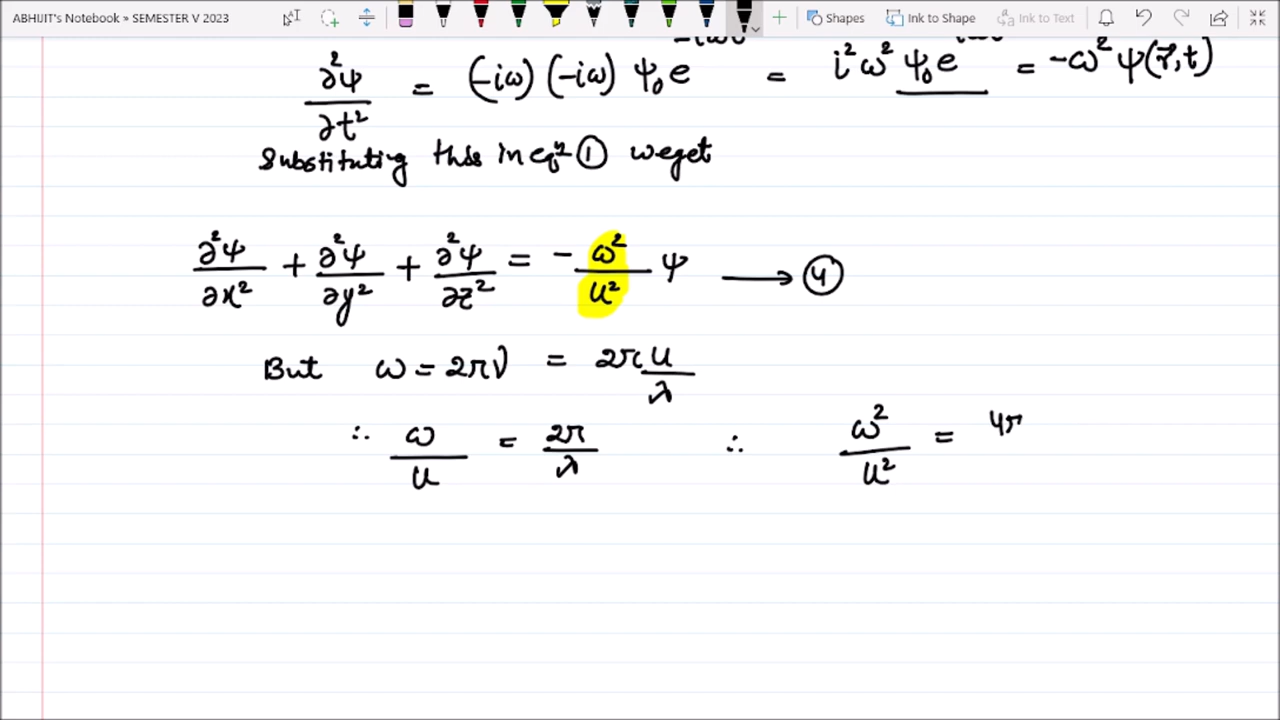 ABHIJIT's Notebook » SEMESTER V 2023 Shapes Ink to Shape Ink to Text
∂²ψ/∂t² = (-iω)(-iω) ψ₀e^-iωt = i²ω² ψ₀e = -ω² ψ(r⃗,t)
Substituting this in eqⁿ ① we get
∂²ψ/∂x² + ∂²ψ/∂y² + ∂²ψ/∂z² = - ω²/u² ψ ⟶ ④
But ω = 2πν = 2πu/λ
∴ ω/u = 2π/λ ∴ ω²/u² = 4π